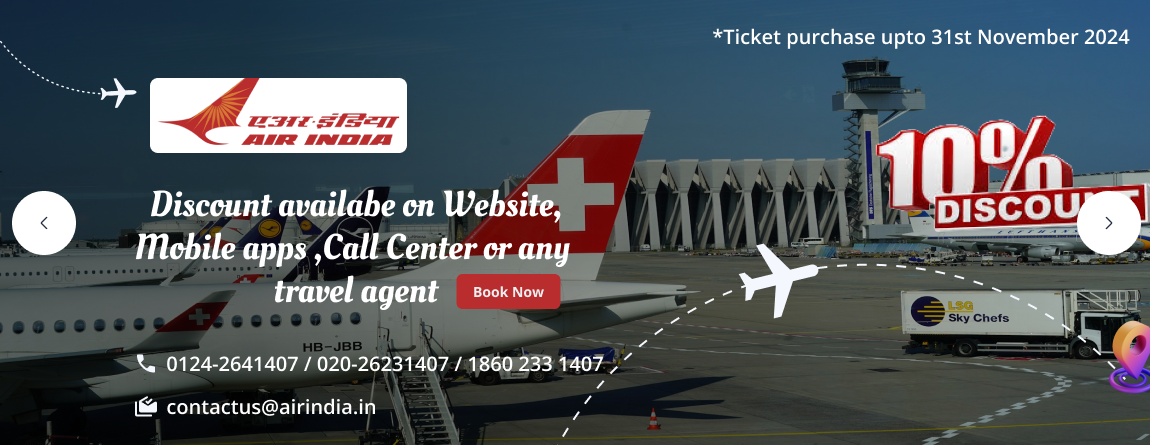 *Ticket purchase upto 31st November 2024
एअर इंडिया
AIR INDIA
10%
DISCOUNT
Discount availabe on Website,
Mobile apps ,Call Center or any
travel agent
Book Now
LSG
Sky Chefs
HB-JBB
0124-2641407 / 020-26231407 / 1860 233 1407
contactus@airindia.in